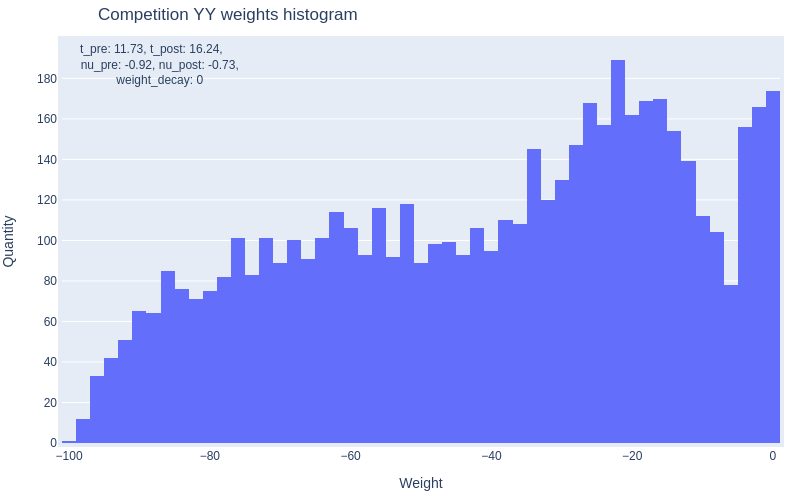 Competition YY weights histogram
t_pre: 11.73, t_post: 16.24,
nu_pre: -0.92, nu_post: -0.73,
weight_decay: 0
180
160
140
120
100
80
60
40
20
0
Quantity
−100
−80
−60
−40
−20
0
Weight